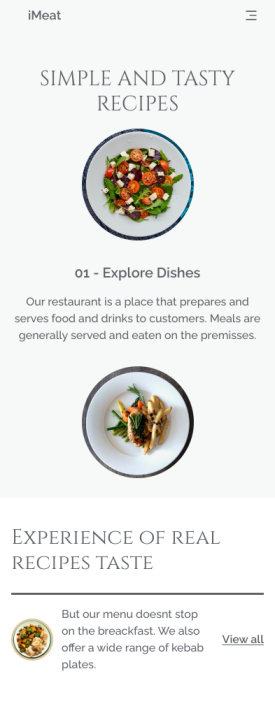 iMeat
SIMPLE AND TASTY
RECIPES
01 - Explore Dishes
Our restaurant is a place that prepares and
serves food and drinks to customers. Meals are
generally served and eaten on the premisses.
Experience of real
recipes taste
But our menu doesnt stop
on the breackfast. We also
offer a wide range of kebab
plates.
View all